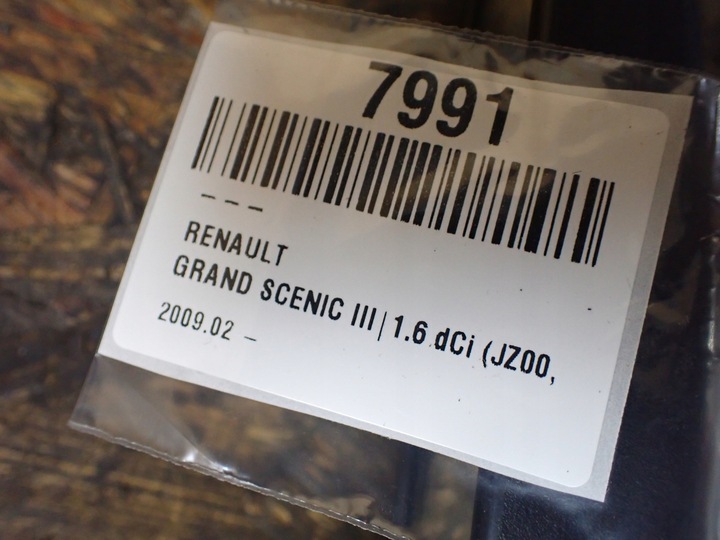 7991
– – –
RENAULT
GRAND SCENIC III | 1.6 dCi (JZ00,
2009.02 –